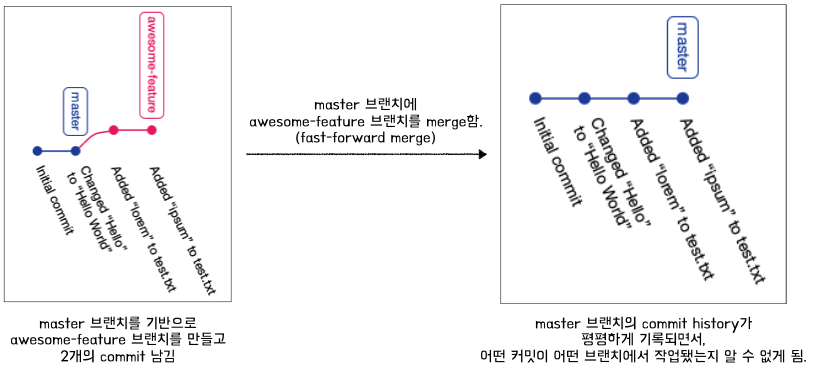 awesome-feature
master
Initial commit
Changed “Hello”
to “Hello World”
Added “lorem” to test.txt
Added “ipsum” to test.txt
master 브랜치를 기반으로
awesome-feature 브랜치를 만들고
2개의 commit 남김
master 브랜치에
awesome-feature 브랜치를 merge함.
(fast-forward merge)
master
Initial commit
Changed “Hello”
to “Hello World”
Added “lorem” to test.txt
Added “ipsum” to test.txt
master 브랜치의 commit history가
평평하게 기록되면서,
어떤 커밋이 어떤 브랜치에서 작업됐는지 알 수 없게 됨.